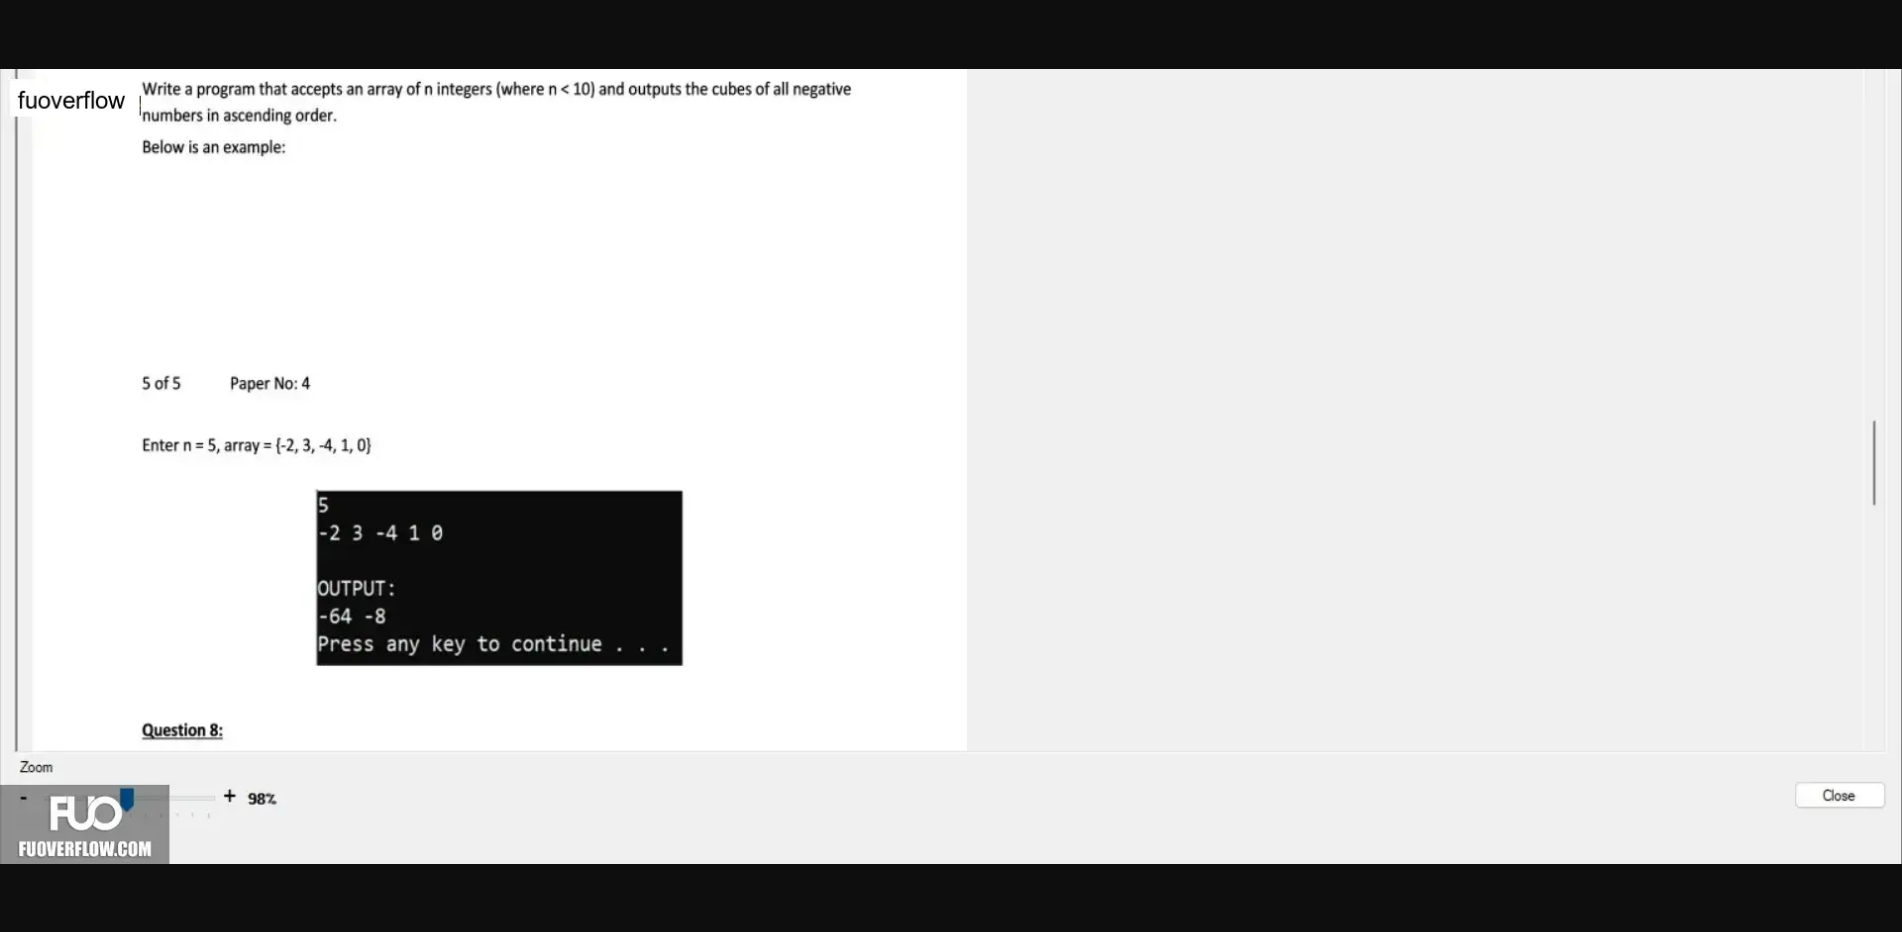 fuoverflow
Write a program that accepts an array of n integers (where n < 10) and outputs the cubes of all negative
numbers in ascending order.
Below is an example:
5 of 5 Paper No: 4
Enter n = 5, array = {-2, 3, -4, 1, 0}
5
-2 3 -4 1 0
OUTPUT:
-64 -8
Press any key to continue . . .
Question 8:
Zoom
- + 98%
Close
FUO
FUOVERFLOW.COM